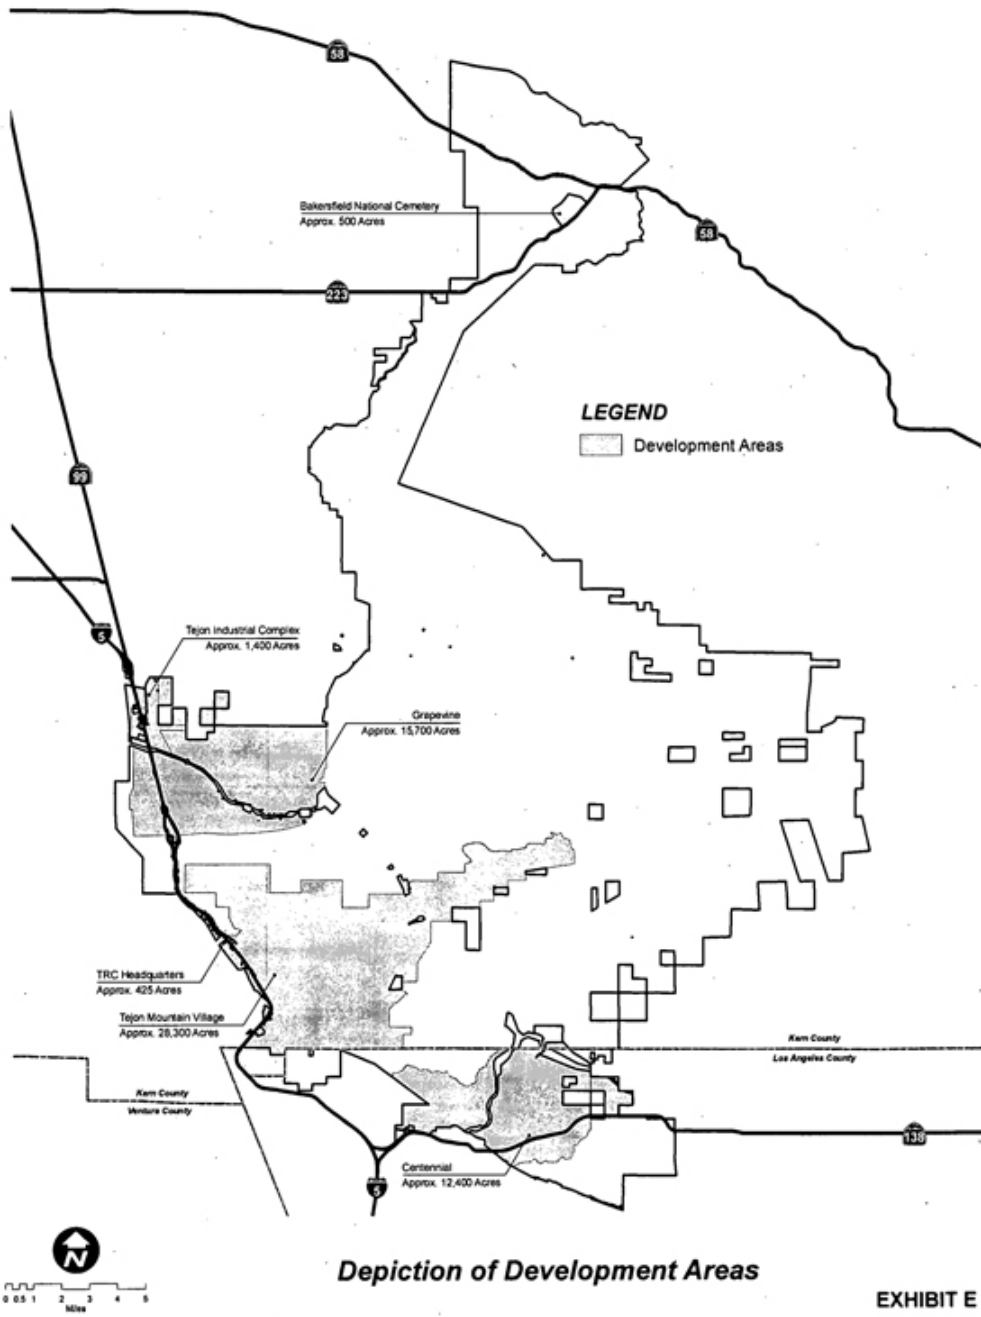 58
Bakersfield National Cemetery
Approx. 500 Acres
58
223
LEGEND
Development Areas
99
5
Tejon Industrial Complex
Approx. 1,400 Acres
Grapevine
Approx. 15,700 Acres
TRC Headquarters
Approx. 425 Acres
Tejon Mountain Village
Approx. 28,300 Acres
Kern County
Los Angeles County
Kern County
Ventura County
138
Centennial
Approx. 12,400 Acres
5
N
0 0.5 1 2 3 4 5
Miles
Depiction of Development Areas
EXHIBIT E